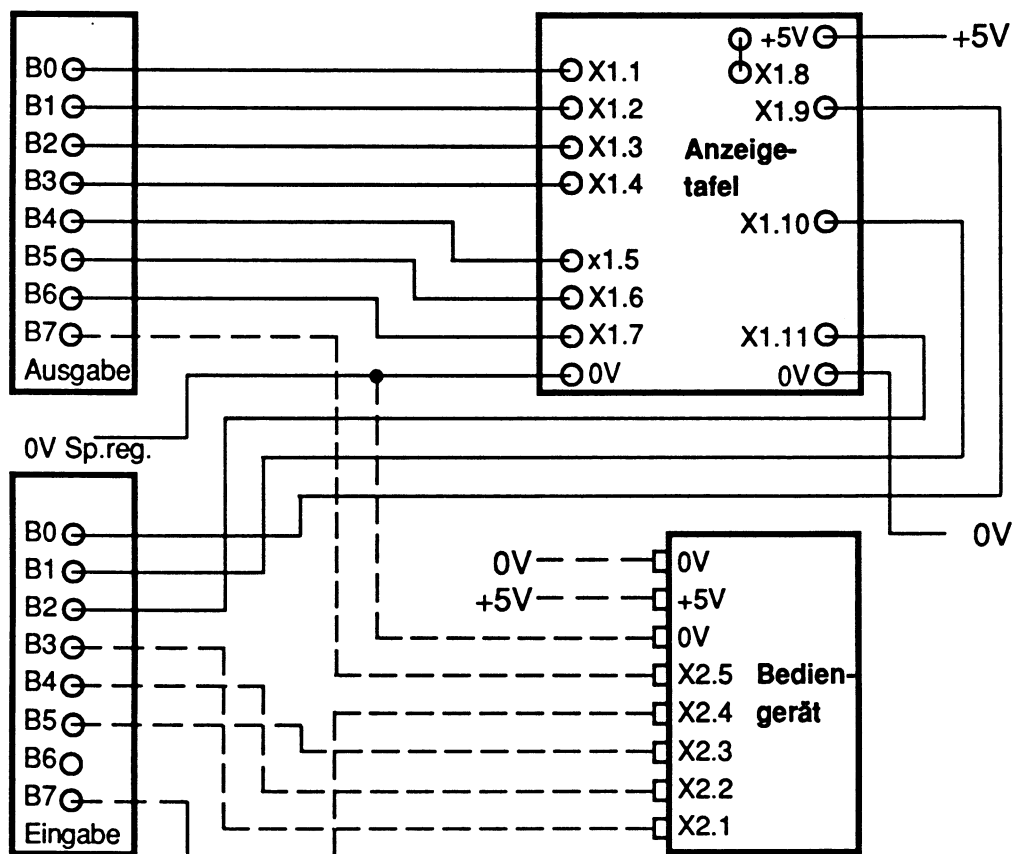 B0
B1
B2
B3
B4
B5
B6
B7
Ausgabe
0V Sp.reg.
X1.1
X1.2
X1.3
X1.4
x1.5
X1.6
X1.7
0V
Anzeige-
tafel
+5V
X1.8
X1.9
X1.10
X1.11
0V
+5V
0V
B0
B1
B2
B3
B4
B5
B6
B7
Eingabe
0V
+5V
0V
+5V
0V
X2.5
X2.4
X2.3
X2.2
X2.1
Bedien-
gerät